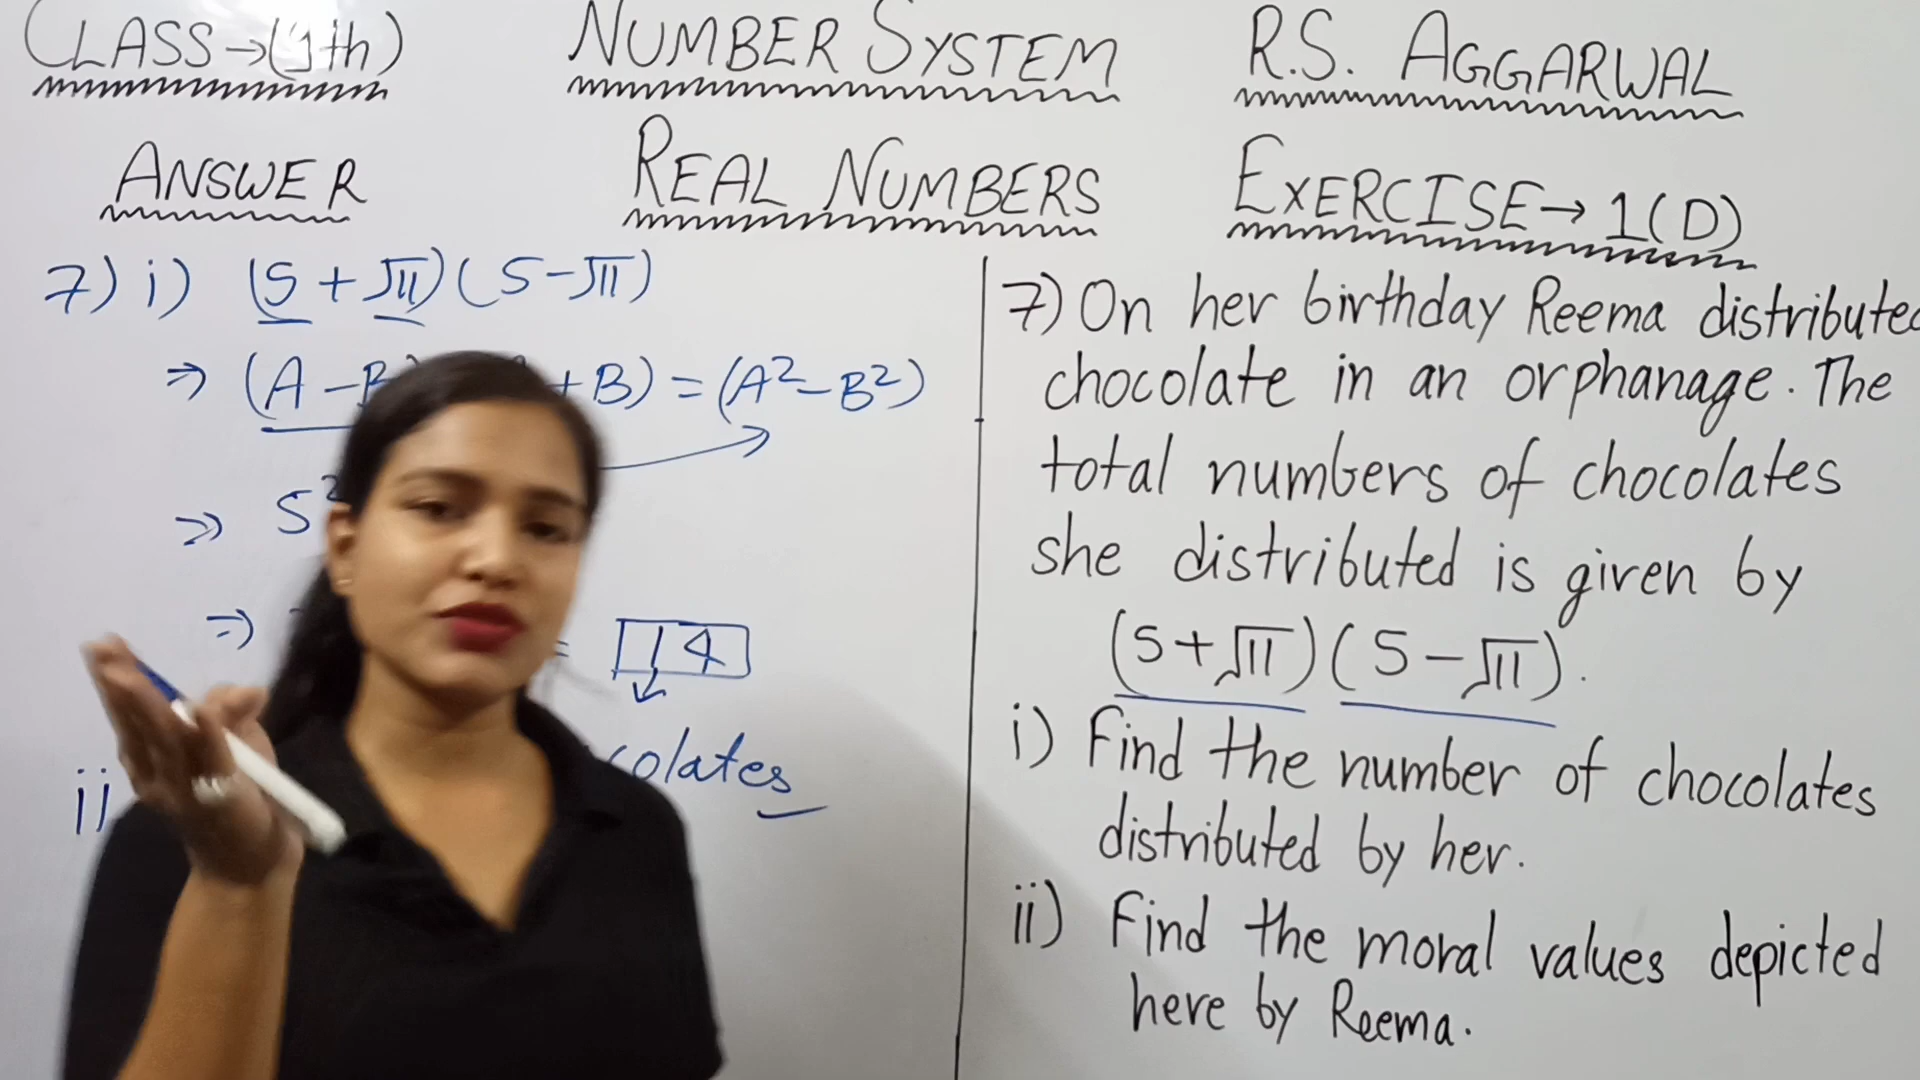 CLASS→(9th)
NUMBER SYSTEM
R.S. AGGARWAL
ANSWER
REAL NUMBERS
EXERCISE→ 1(D)
7) i) (5 + √11) (5 - √11)
⇒ (A - B + B) = (A² - B²)
⇒ 5²
⇒ = 14
colates
ii
7) On her birthday Reema distributed
chocolate in an orphanage. The
total numbers of chocolates
she distributed is given by
(5+√11) (5-√11).
i) Find the number of chocolates
distributed by her.
ii) Find the moral values depicted
here by Reema.